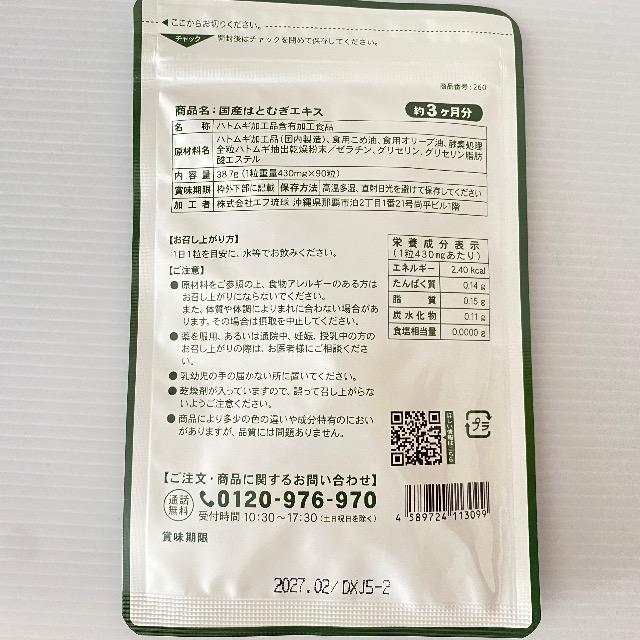 ◀ ここからお切りください。
チャック 開封後はチャックを閉めて保存してください。
商品番号:260
商品名:国産はとむぎエキス 約3ヶ月分
名 称 ハトムギ加工品含有加工食品
原材料名 ハトムギ加工品(国内製造)、食用こめ油、食用オリーブ油、酵素処理
全粒ハトムギ抽出乾燥粉末/ゼラチン、グリセリン、グリセリン脂肪
酸エステル
内 容 量 38.7g(1粒重量430mg×90粒)
賞味期限 枠外下部に記載 保存方法 高温多湿、直射日光を避けて保存してください
加 工 者 株式会社エフ琉球 沖縄県那覇市泊2丁目1番21号尚平ビル1階
【お召し上がり方】
1日1粒を目安に、水等でお飲みください。
【ご注意】
●原材料をご参照の上、食物アレルギーのある方は
お召し上がりにならないでください。
また、体質や体調によりまれに合わない場合があ
ります。その場合は摂取を中止してください。
●薬を服用、あるいは通院中、妊娠、授乳中の方の
お召し上がりの際は、お医者様にご相談くださ
い。
●乳幼児の手の届かない所に置いてください。
●乾燥剤が入っていますので、誤って召し上がらな
いようご注意ください。
●商品により多少の色の違いや成分特有のにおい
がありますが、品質には問題ありません。
栄養成分表示
(1粒430mgあたり)
エネルギー 2.40kcal
たんぱく質 0.14g
脂 質 0.15g
炭水化物 0.11g
食塩相当量 0.0000g
詳しい情報はこちら
プラ
【ご注文・商品に関するお問い合わせ】
通話無料 0120-976-970
受付時間 10:30~17:30(土日祝日を除く)
4 589724 113099
賞味期限
2027.02/DXJ5-2